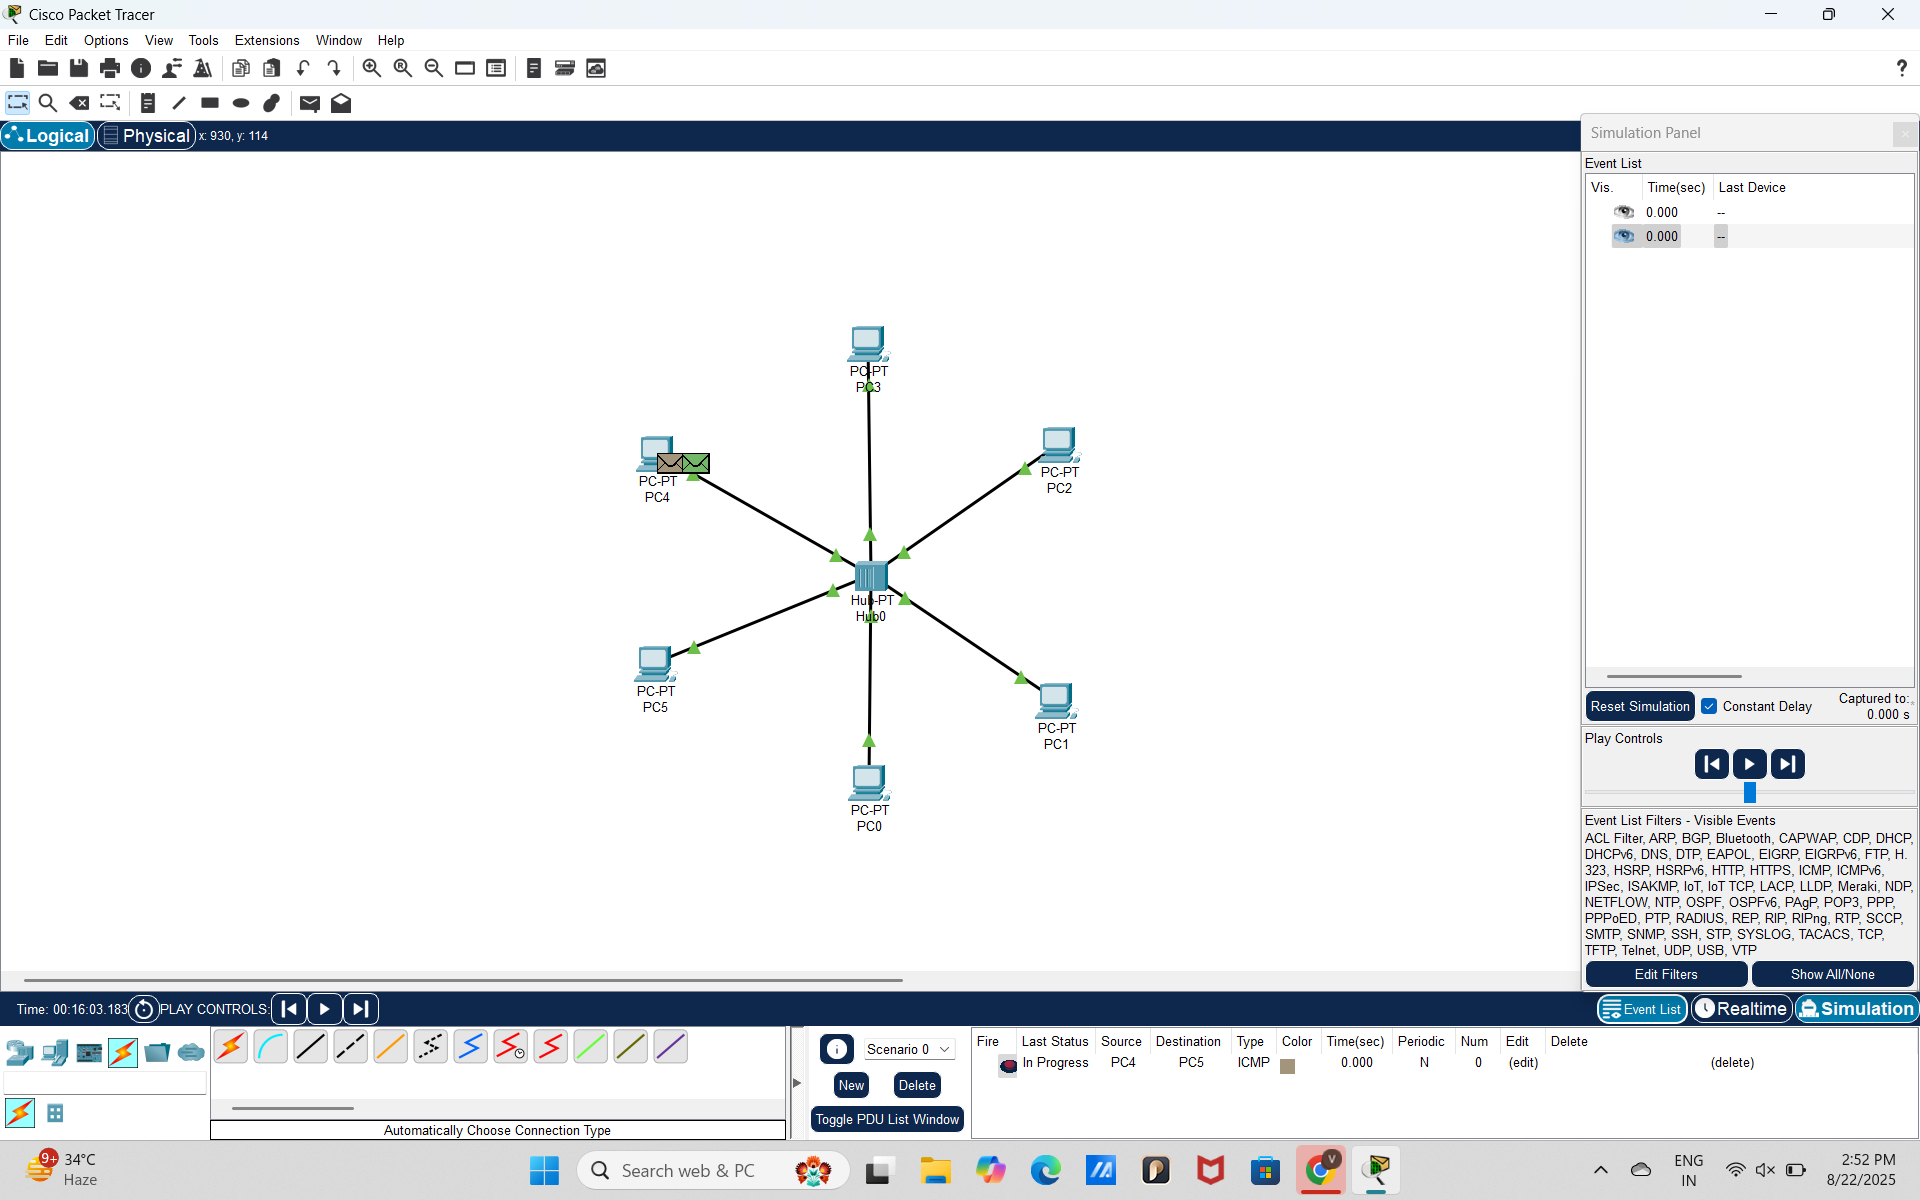 Cisco Packet Tracer
File Edit Options View Tools Extensions Window Help
?
Logical Physical x: 930, y: 114
Simulation Panel
Event List
Vis. Time(sec) Last Device
0.000 --
0.000 --
PC-PT
PC3
PC-PT
PC4
PC-PT
PC2
Hub-PT
Hub0
PC-PT
PC5
PC-PT
PC1
PC-PT
PC0
Reset Simulation Constant Delay Captured to:
0.000 s
Play Controls
Event List Filters - Visible Events
ACL Filter, ARP, BGP, Bluetooth, CAPWAP, CDP, DHCP,
DHCPv6, DNS, DTP, EAPOL, EIGRP, EIGRPv6, FTP, H.
323, HSRP, HSRPv6, HTTP, HTTPS, ICMP, ICMPv6,
IPSec, ISAKMP, IoT, IoT TCP, LACP, LLDP, Meraki, NDP,
NETFLOW, NTP, OSPF, OSPFv6, PAgP, POP3, PPP,
PPPoED, PTP, RADIUS, REP, RIP, RIPng, RTP, SCCP,
SMTP, SNMP, SSH, STP, SYSLOG, TACACS, TCP,
TFTP, Telnet, UDP, USB, VTP
Edit Filters Show All/None
Time: 00:16:03.183 PLAY CONTROLS:
Event List Realtime Simulation
Scenario 0
New Delete
Toggle PDU List Window
Fire Last Status Source Destination Type Color Time(sec) Periodic Num Edit Delete
In Progress PC4 PC5 ICMP 0.000 N 0 (edit) (delete)
Automatically Choose Connection Type
9+ 34°C
Haze
Search web & PC
V
ENG
IN
2:52 PM
8/22/2025